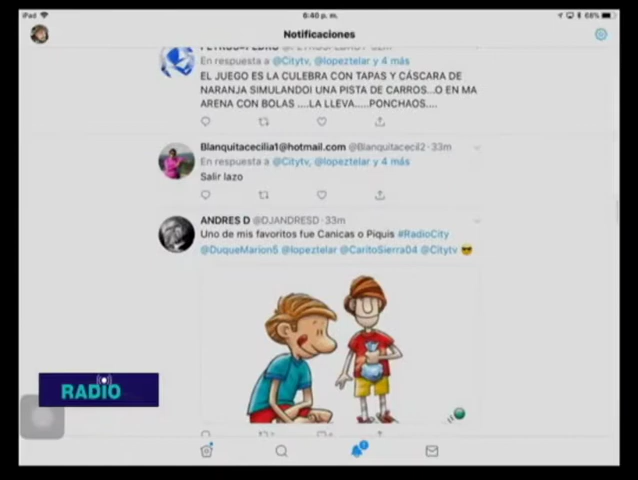 iPad
6:40 p. m.
68%
Notificaciones
En respuesta a @Citytv, @lopeztelar y 4 más
EL JUEGO ES LA CULEBRA CON TAPAS Y CÁSCARA DE
NARANJA SIMULANDOI UNA PISTA DE CARROS...O EN MA
ARENA CON BOLAS ....LA LLEVA.....PONCHAOS....
Blanquitacecilia1@hotmail.com @Blanquitacecil2 · 33m
En respuesta a @Citytv, @lopeztelar y 4 más
Salir lazo
ANDRES D @DJANDRESD · 33m
Uno de mis favoritos fue Canicas o Piquis #RadioCity
@DuqueMarion5 @lopeztelar @CaritoSierra04 @Citytv
RADIO